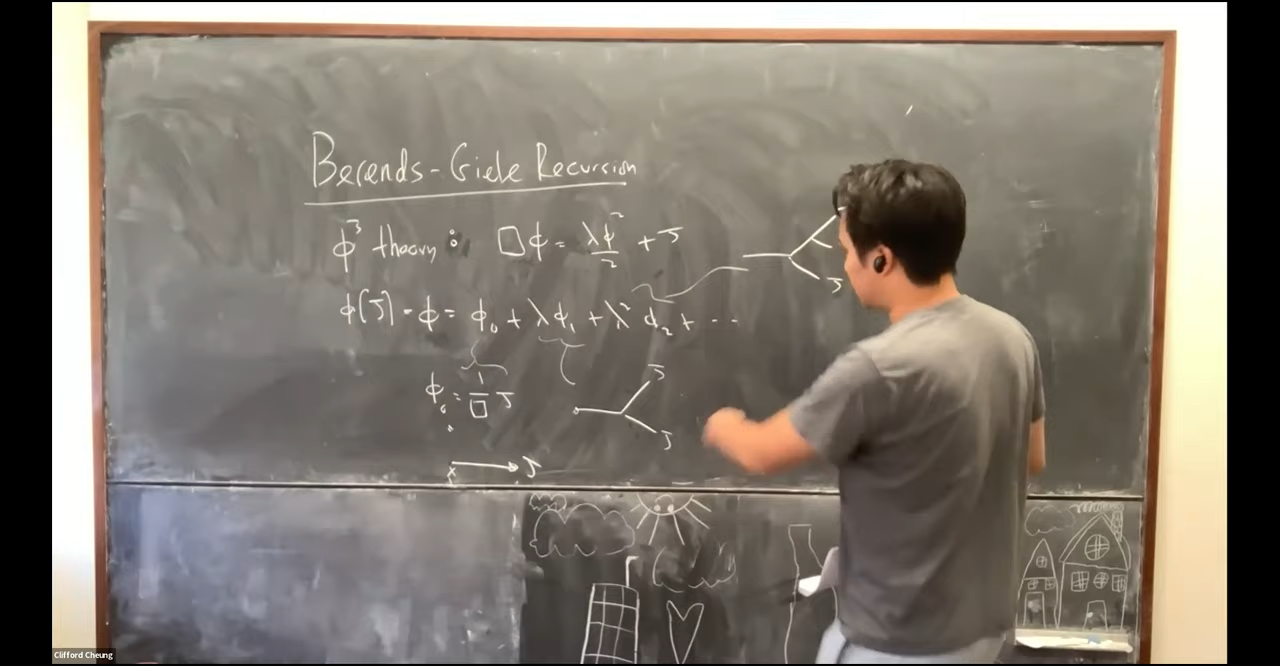 Berends-Giele Recursion
ϕ³ theory : □ϕ = λϕ²/2 + J
ϕ(J) = ϕ = ϕ₀ + λϕ₁ + λ²ϕ₂ + ...
ϕ₀ = 1/□ J
J
J
J
J
x
Clifford Cheung